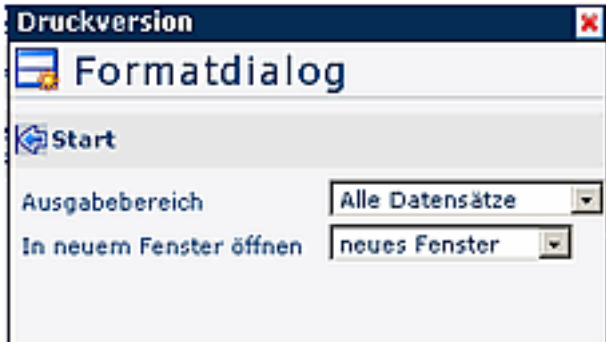 Druckversion
Formatdialog
Start
Ausgabebereich Alle Datensätze
In neuem Fenster öffnen neues Fenster